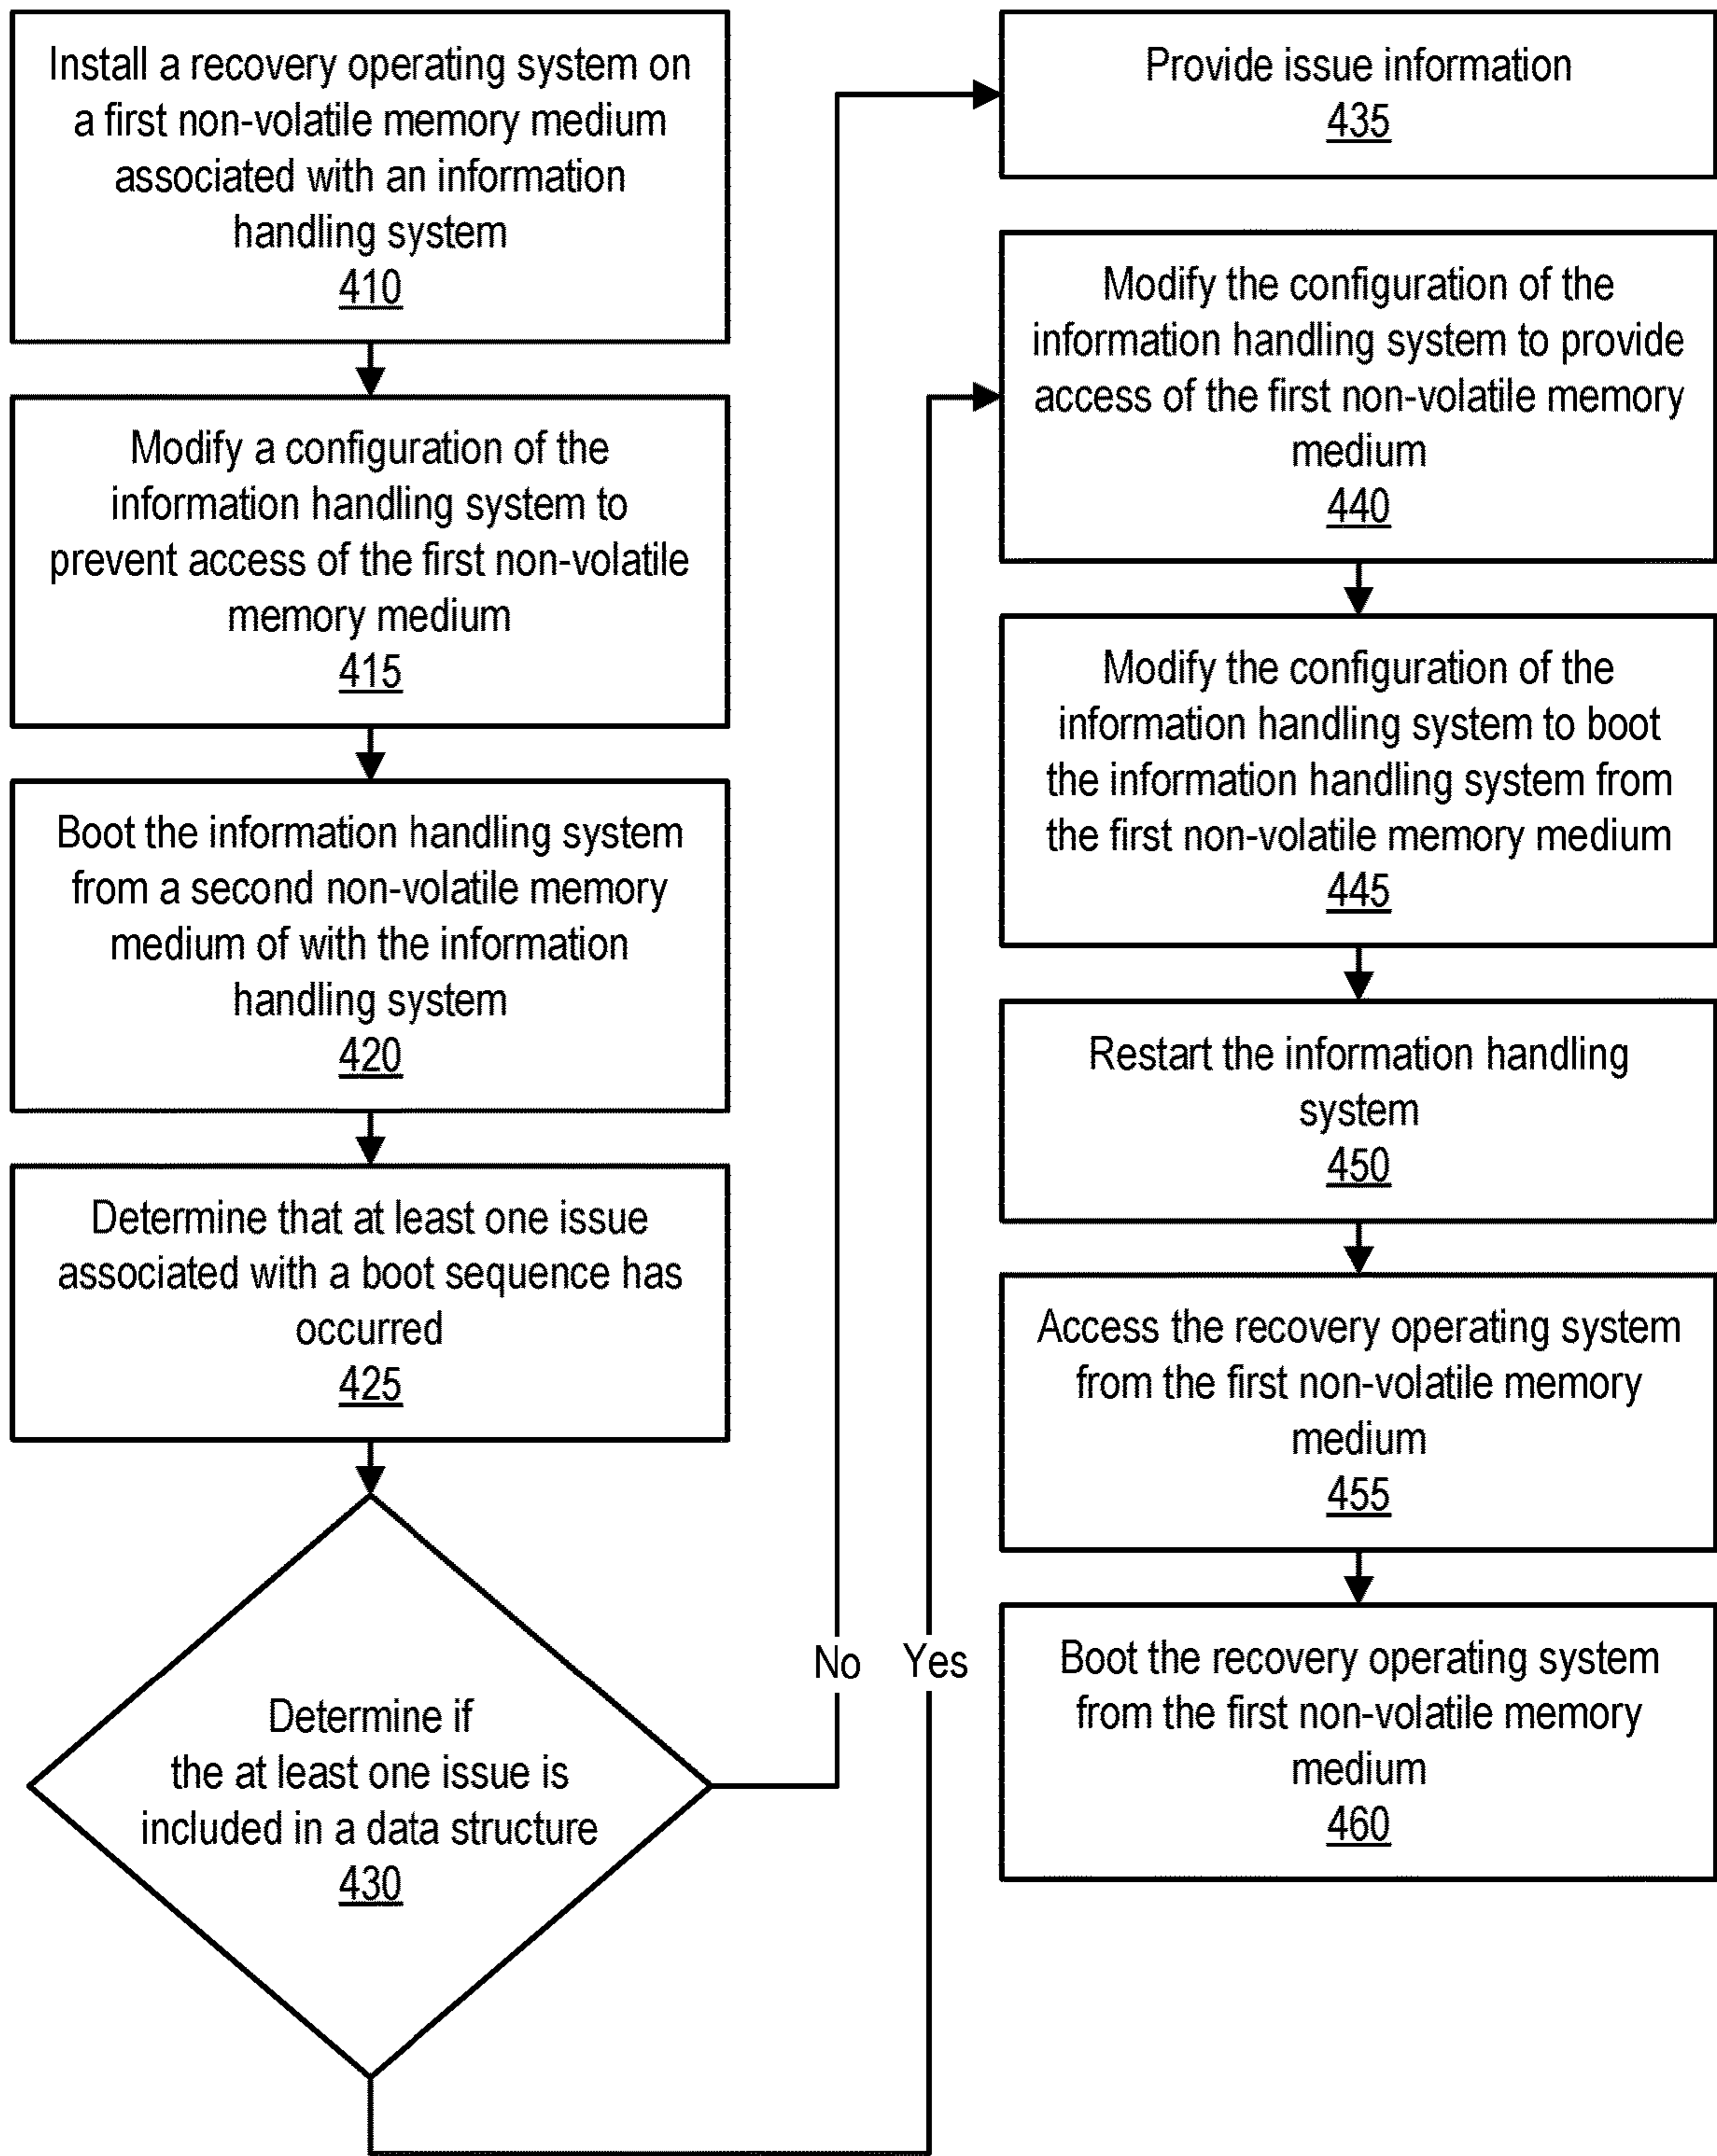 Install a recovery operating system on
a first non-volatile memory medium
associated with an information
handling system
410
Modify a configuration of the
information handling system to
prevent access of the first non-volatile
memory medium
415
Boot the information handling system
from a second non-volatile memory
medium of with the information
handling system
420
Determine that at least one issue
associated with a boot sequence has
occurred
425
Determine if
the at least one issue is
included in a data structure
430
No
Yes
Provide issue information
435
Modify the configuration of the
information handling system to provide
access of the first non-volatile memory
medium
440
Modify the configuration of the
information handling system to boot
the information handling system from
the first non-volatile memory medium
445
Restart the information handling
system
450
Access the recovery operating system
from the first non-volatile memory
medium
455
Boot the recovery operating system
from the first non-volatile memory
medium
460